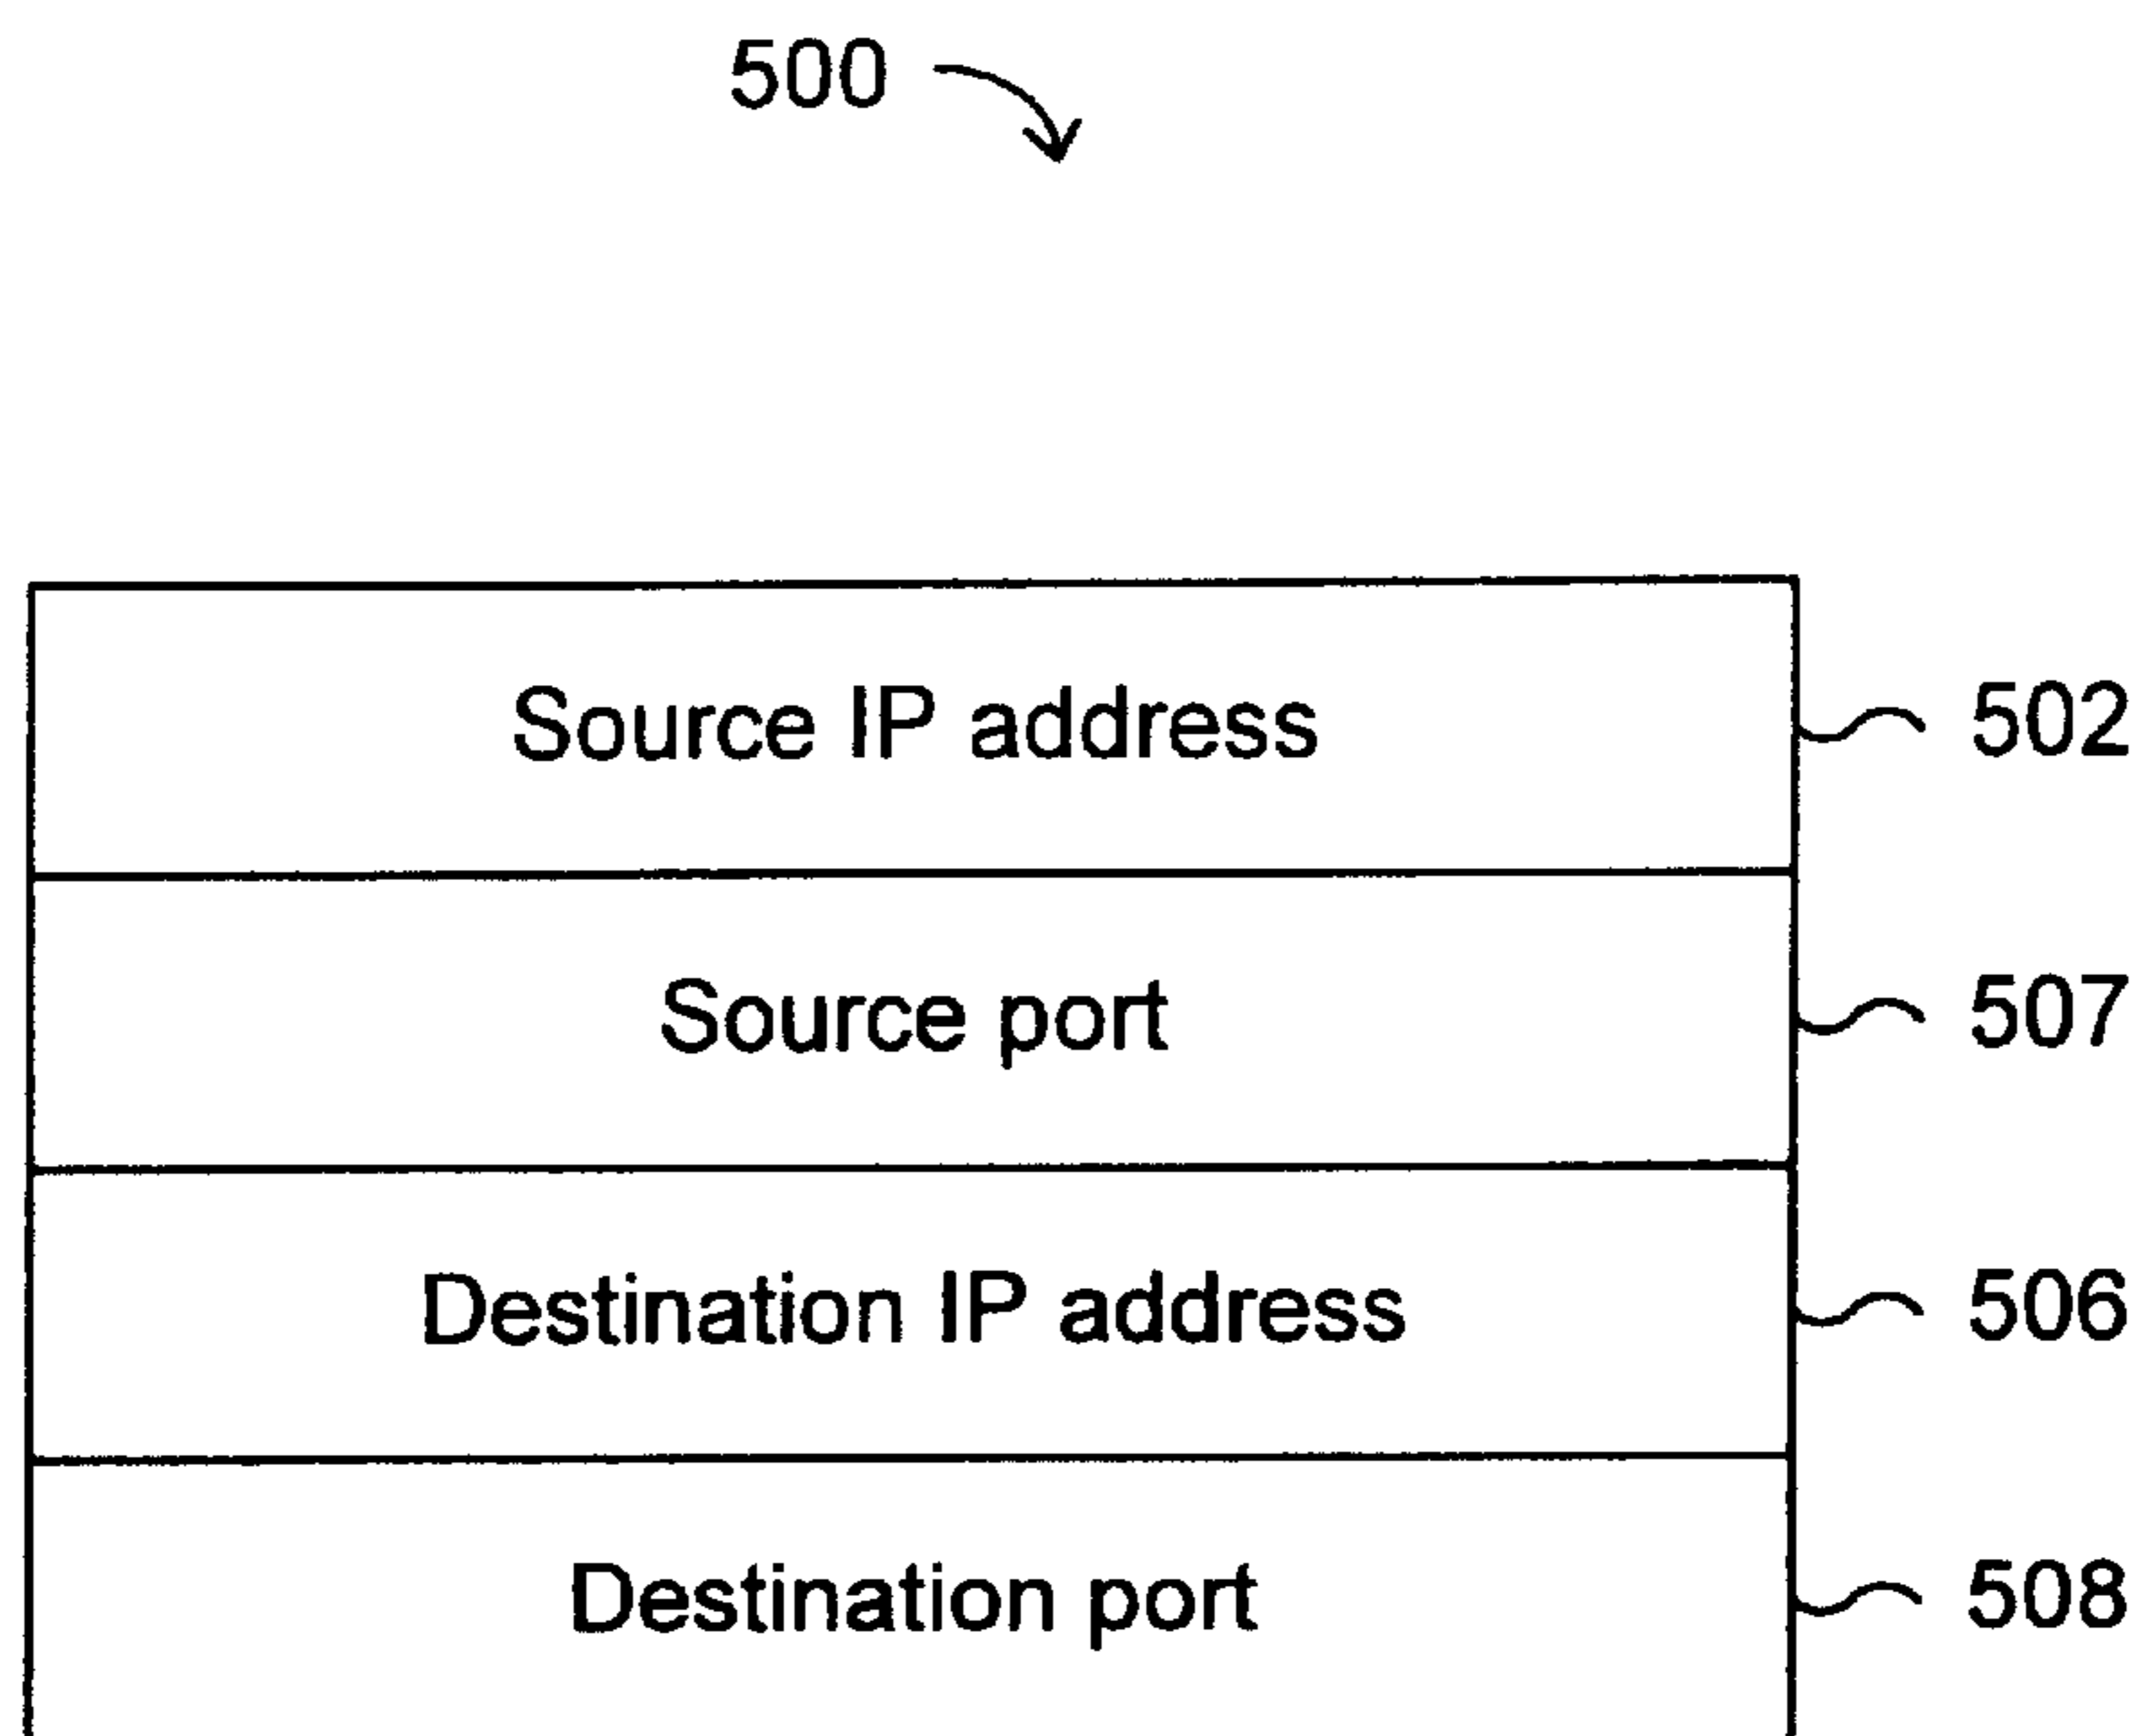 500
Source IP address 502
Source port 507
Destination IP address 506
Destination port 508